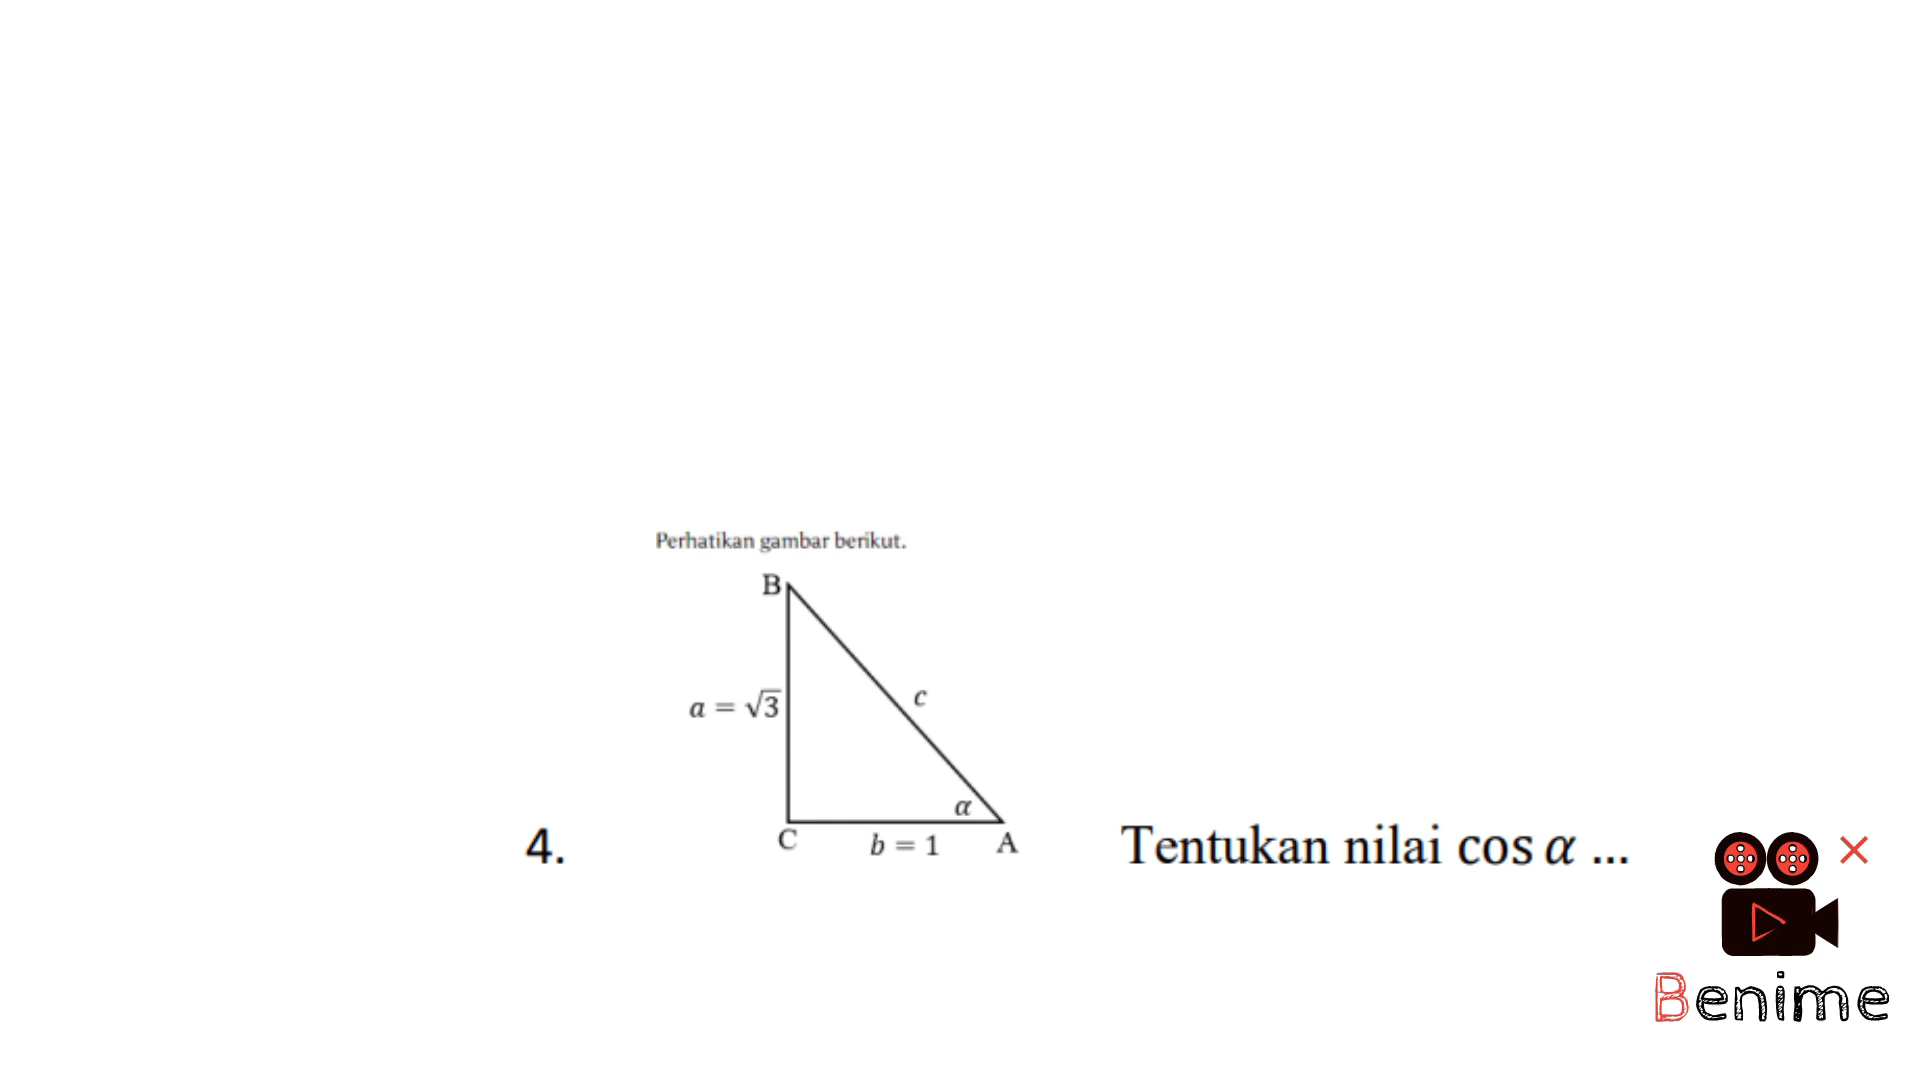 Perhatikan gambar berikut.
B
a = √3
c
α
C
b = 1
A
4.
Tentukan nilai cos α ...
Benime